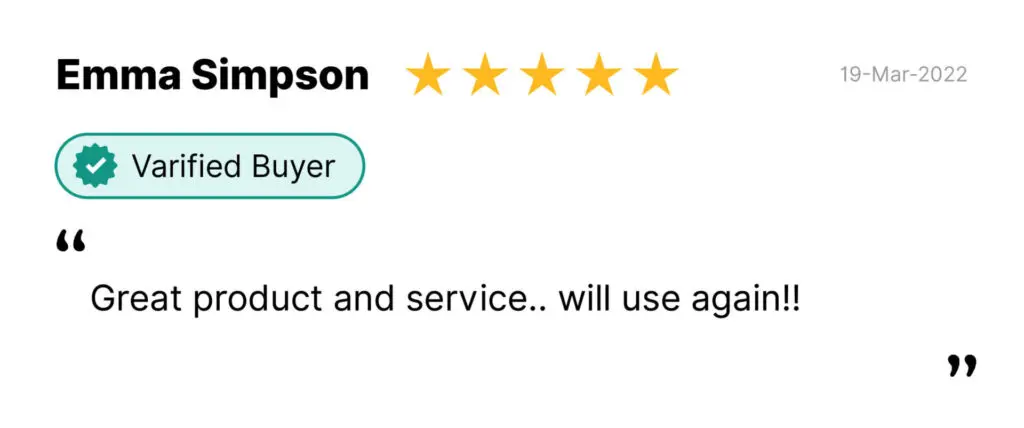 Emma Simpson 19-Mar-2022
Varified Buyer
“
Great product and service.. will use again!!
”